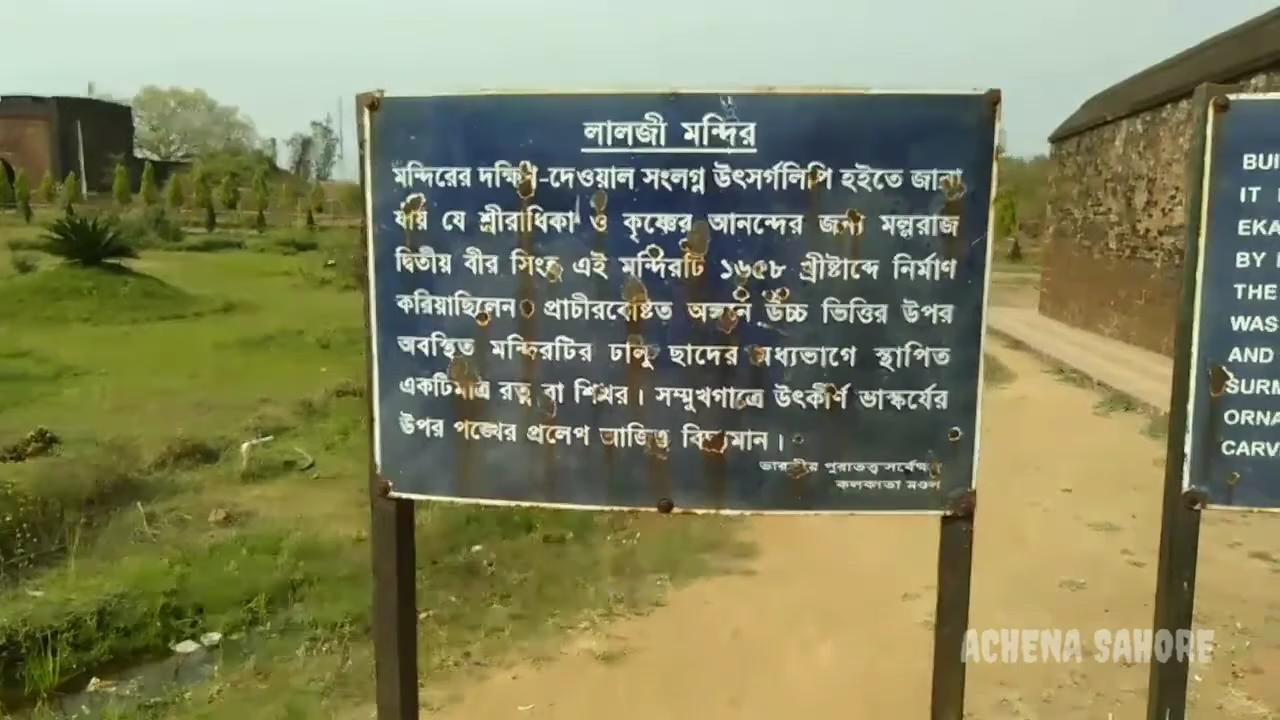 লালজী মন্দির
মন্দিরের দক্ষিণ-দেওয়াল সংলগ্ন উৎসর্গলিপি হইতে জানা
যায় যে শ্রীরাধিকা ও কৃষ্ণের আনন্দের জন্য মল্লরাজ
দ্বিতীয় বীর সিংহ এই মন্দিরটি ১৬৫৮ খ্রীষ্টাব্দে নির্মাণ
করিয়াছিলেন। প্রাচীরবেষ্টিত অঙ্গনে উচ্চ ভিত্তির উপর
অবস্থিত মন্দিরটির ঢালু ছাদের মধ্যভাগে স্থাপিত
একটিমাত্র রত্ন বা শিখর। সম্মুখগাত্রে উৎকীর্ণ ভাস্কর্যের
উপর পঙ্খের প্রলেপ আজিও বিদ্যমান।
ভারতীয় পুরাতত্ত্ব সর্বেক্ষণ
কলকাতা মণ্ডল
BUI
IT
EKA
BY
THE
WAS
AND
SURM
ORNA
CARV
ACHENA SAHORE